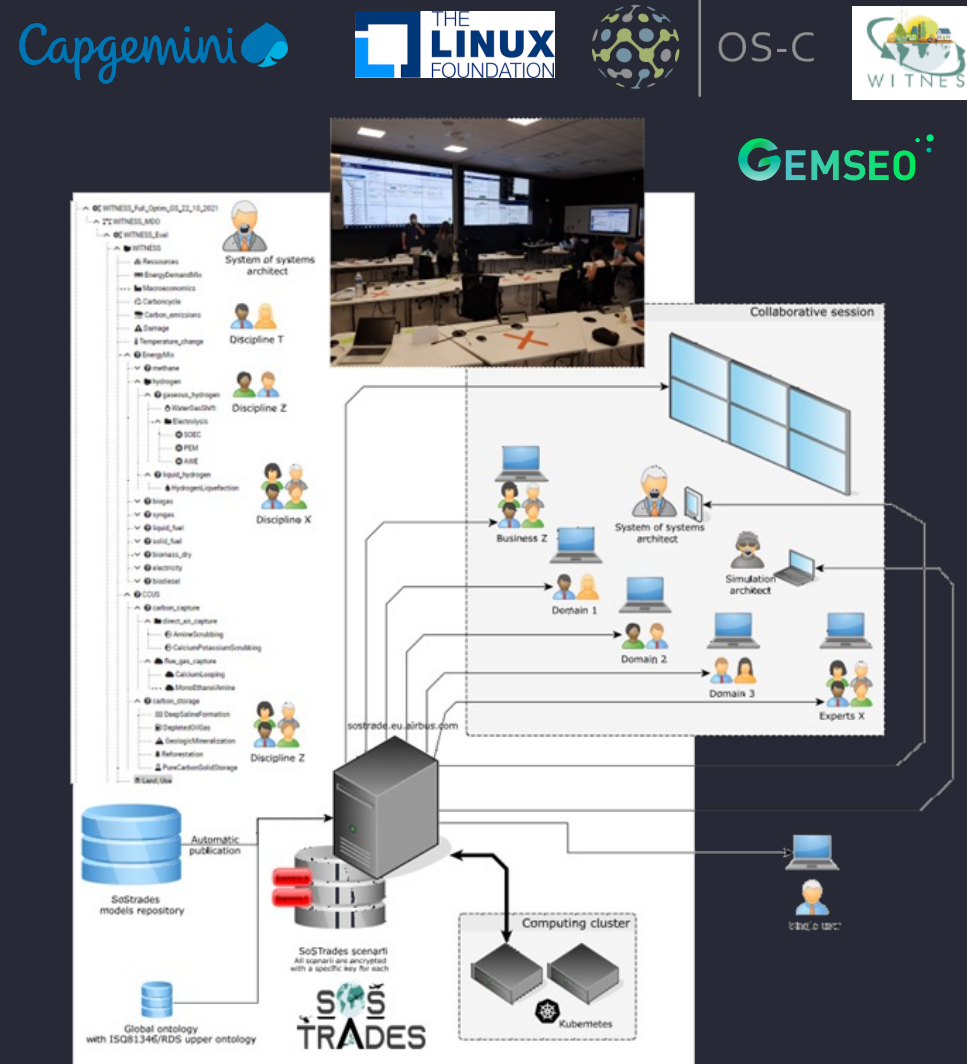 Capgemini
THE
LINUX
FOUNDATION
OS-C
WITNES
GEMSEO
WITNESS_Full_Optim_GS_22_10_2021
WITNESS_MDO
WITNESS_Eval
WITNESS
Ressources
EnergyDemandMix
Macroeconomics
Carboncycle
Carbon_emissions
Damage
Temperature_change
EnergyMix
methane
hydrogen
gaseous_hydrogen
WaterGasShift
Electrolysis
SOEC
PEM
AWE
liquid_hydrogen
HydrogenLiquefaction
biogas
syngas
liquid_fuel
solid_fuel
biomass_dry
electricity
biodiesel
CCUS
carbon_capture
direct_air_capture
AmineScrubbing
CalciumPotassiumScrubbing
flue_gas_capture
CalciumLooping
MonoEthanolAmine
carbon_storage
DeepSalineFormation
DepletedOilGas
GeologicMineralization
Reforestation
PureCarbonSolidStorage
Land_Use
System of systems
architect
Discipline T
Discipline Z
Discipline X
Discipline Z
Collaborative session
Business Z
System of systems
architect
Simulation
architect
Domain 1
Domain 2
Domain 3
Experts X
sostrade.eu.airbus.com
Automatic
publication
SoStrades
models repository
SoSTrades scenarii
All scenarii are encrypted
with a specific key for each
Computing cluster
Kubernetes
Single user
Global ontology
with ISO81346/RDS upper ontology
SOS
TRADES